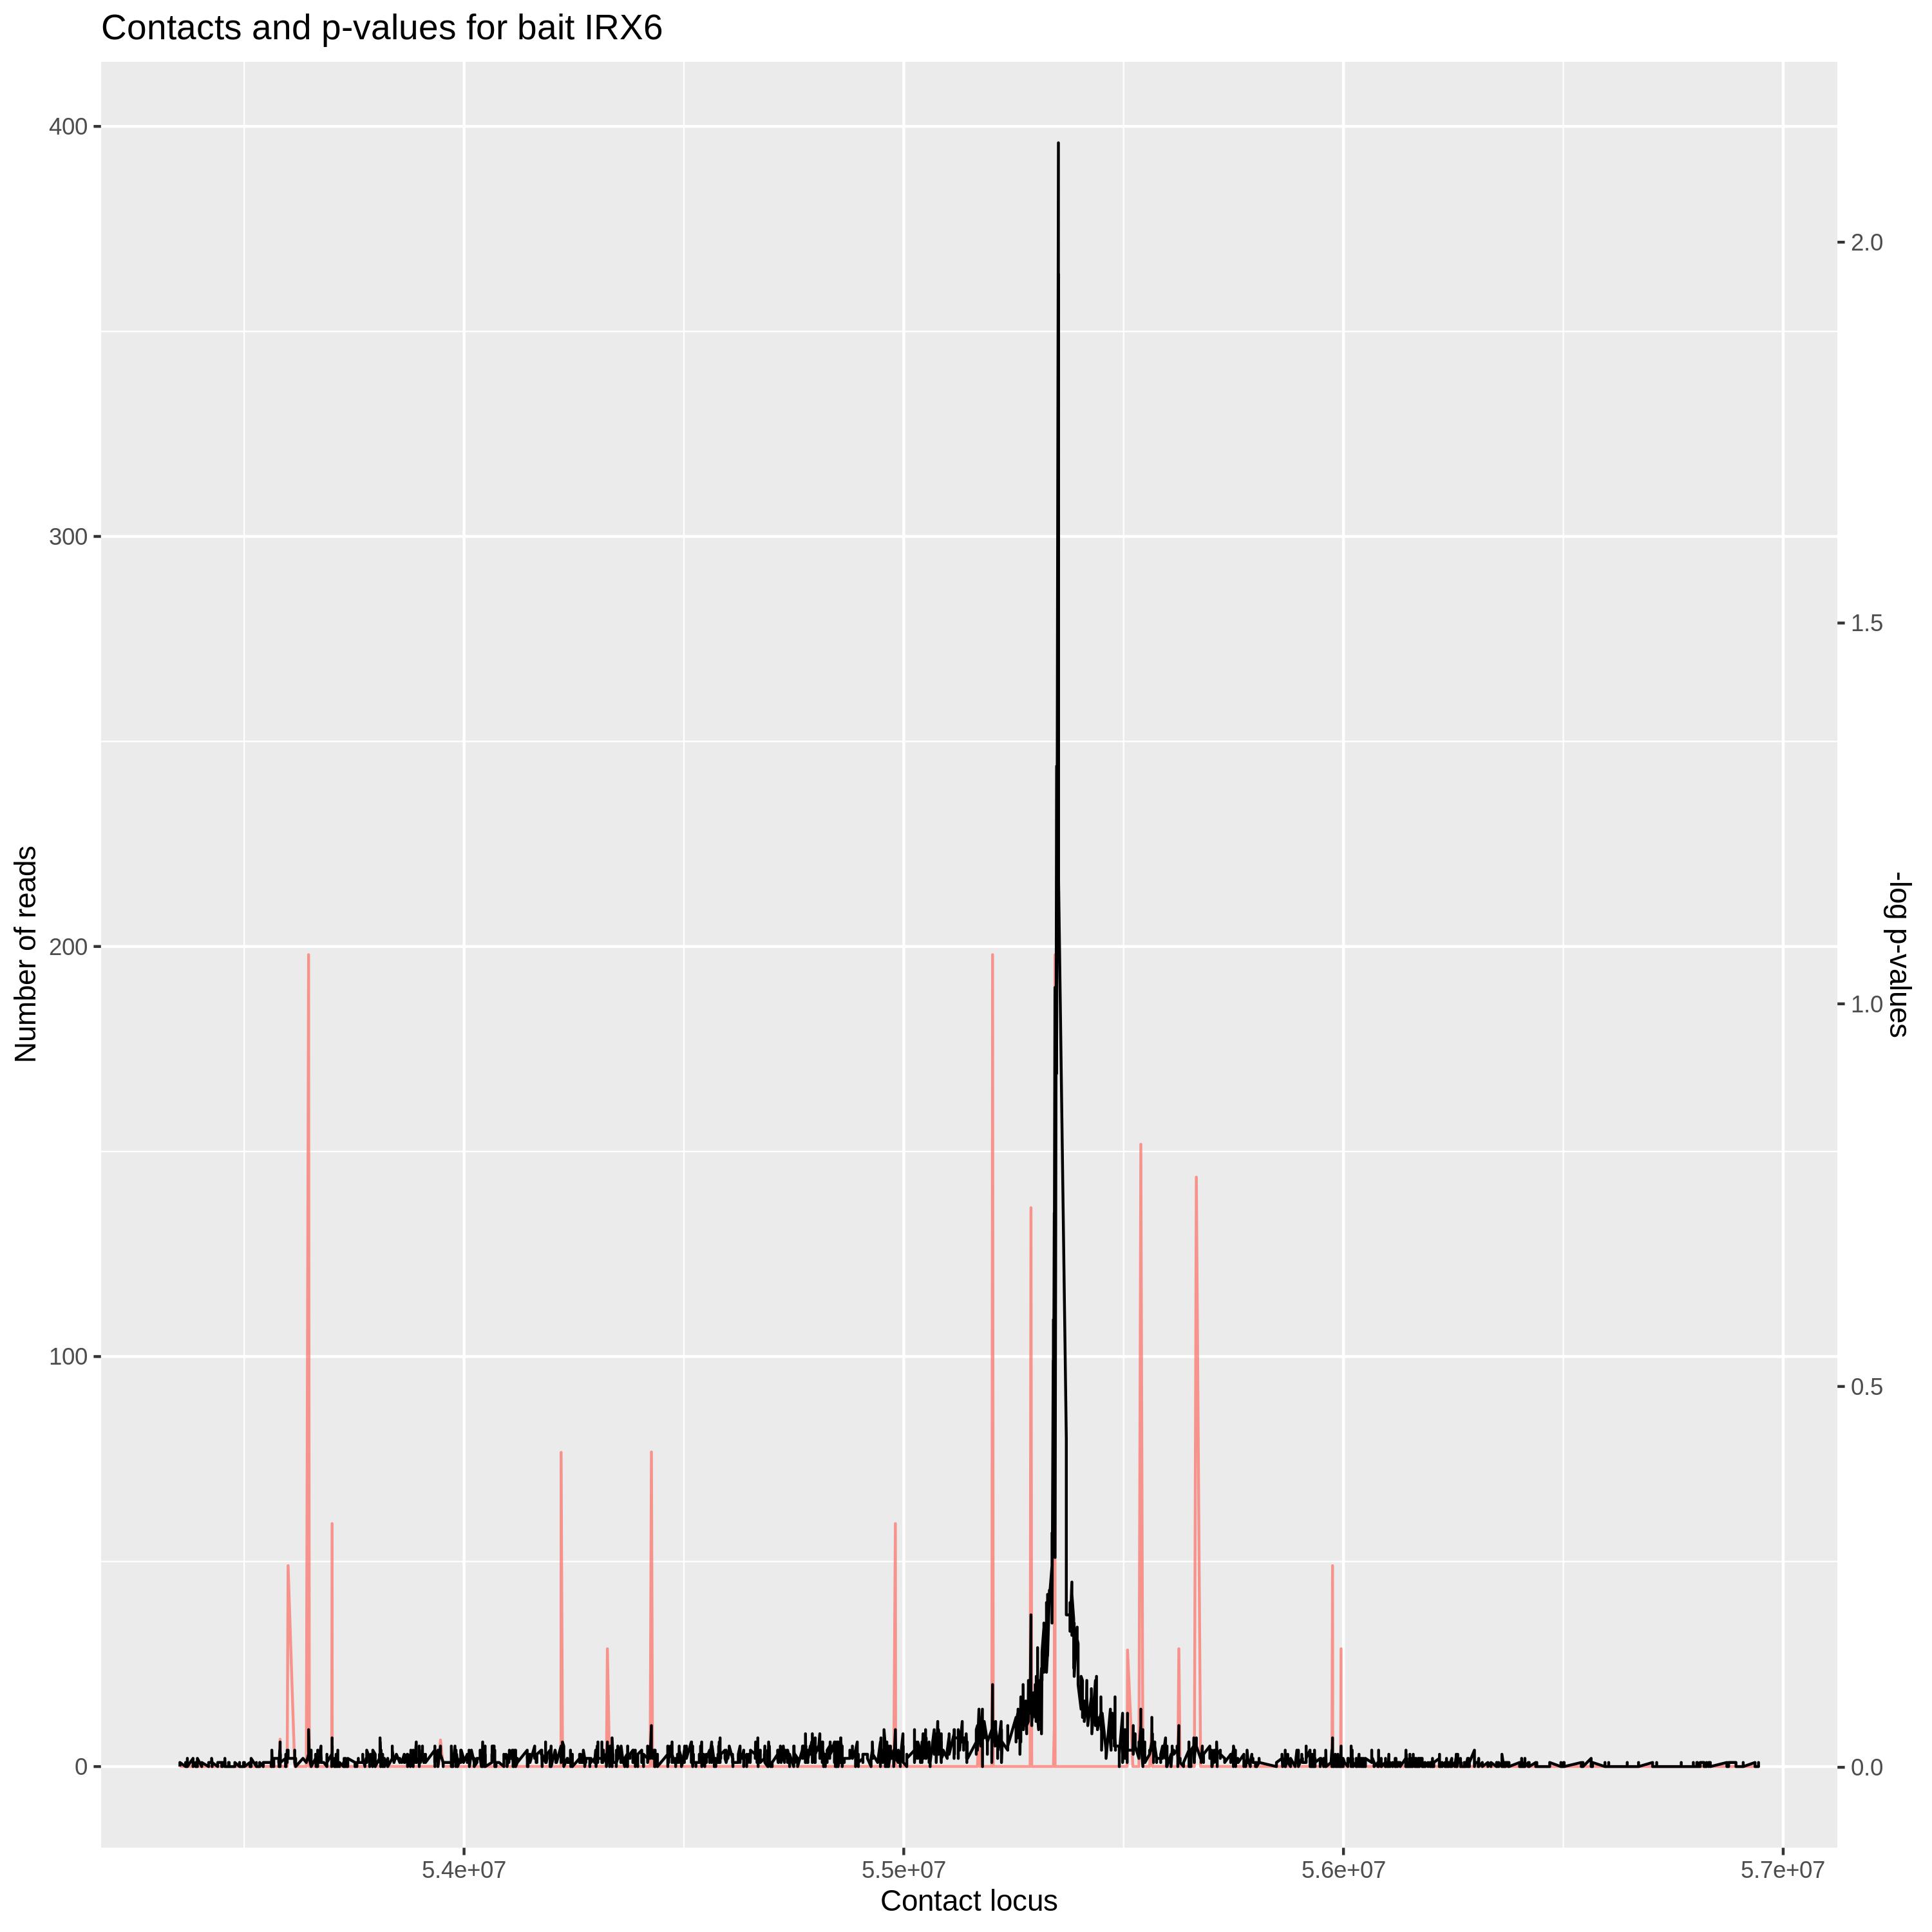 Contacts and p-values for bait IRX6
400
300
200
100
0
Number of reads
2.0
1.5
1.0
0.5
0.0
-log p-values
5.4e+07
5.5e+07
5.6e+07
5.7e+07
Contact locus